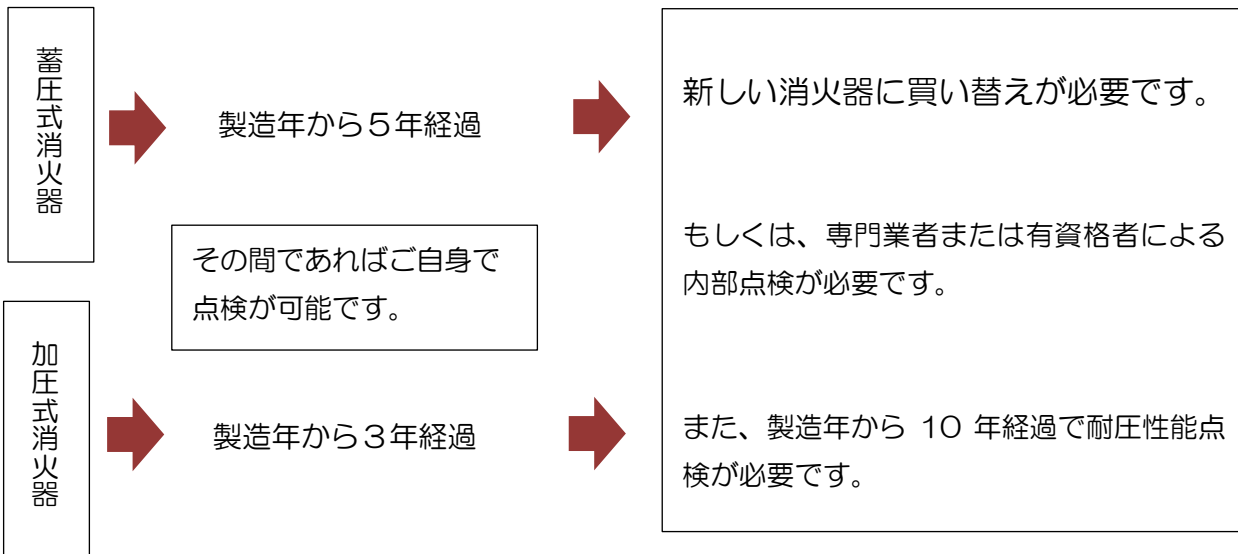 蓄圧式消火器
製造年から５年経過
その間であればご自身で
点検が可能です。
加圧式消火器
製造年から３年経過
新しい消火器に買い替えが必要です。
もしくは、専門業者または有資格者による
内部点検が必要です。
また、製造年から 10 年経過で耐圧性能点
検が必要です。